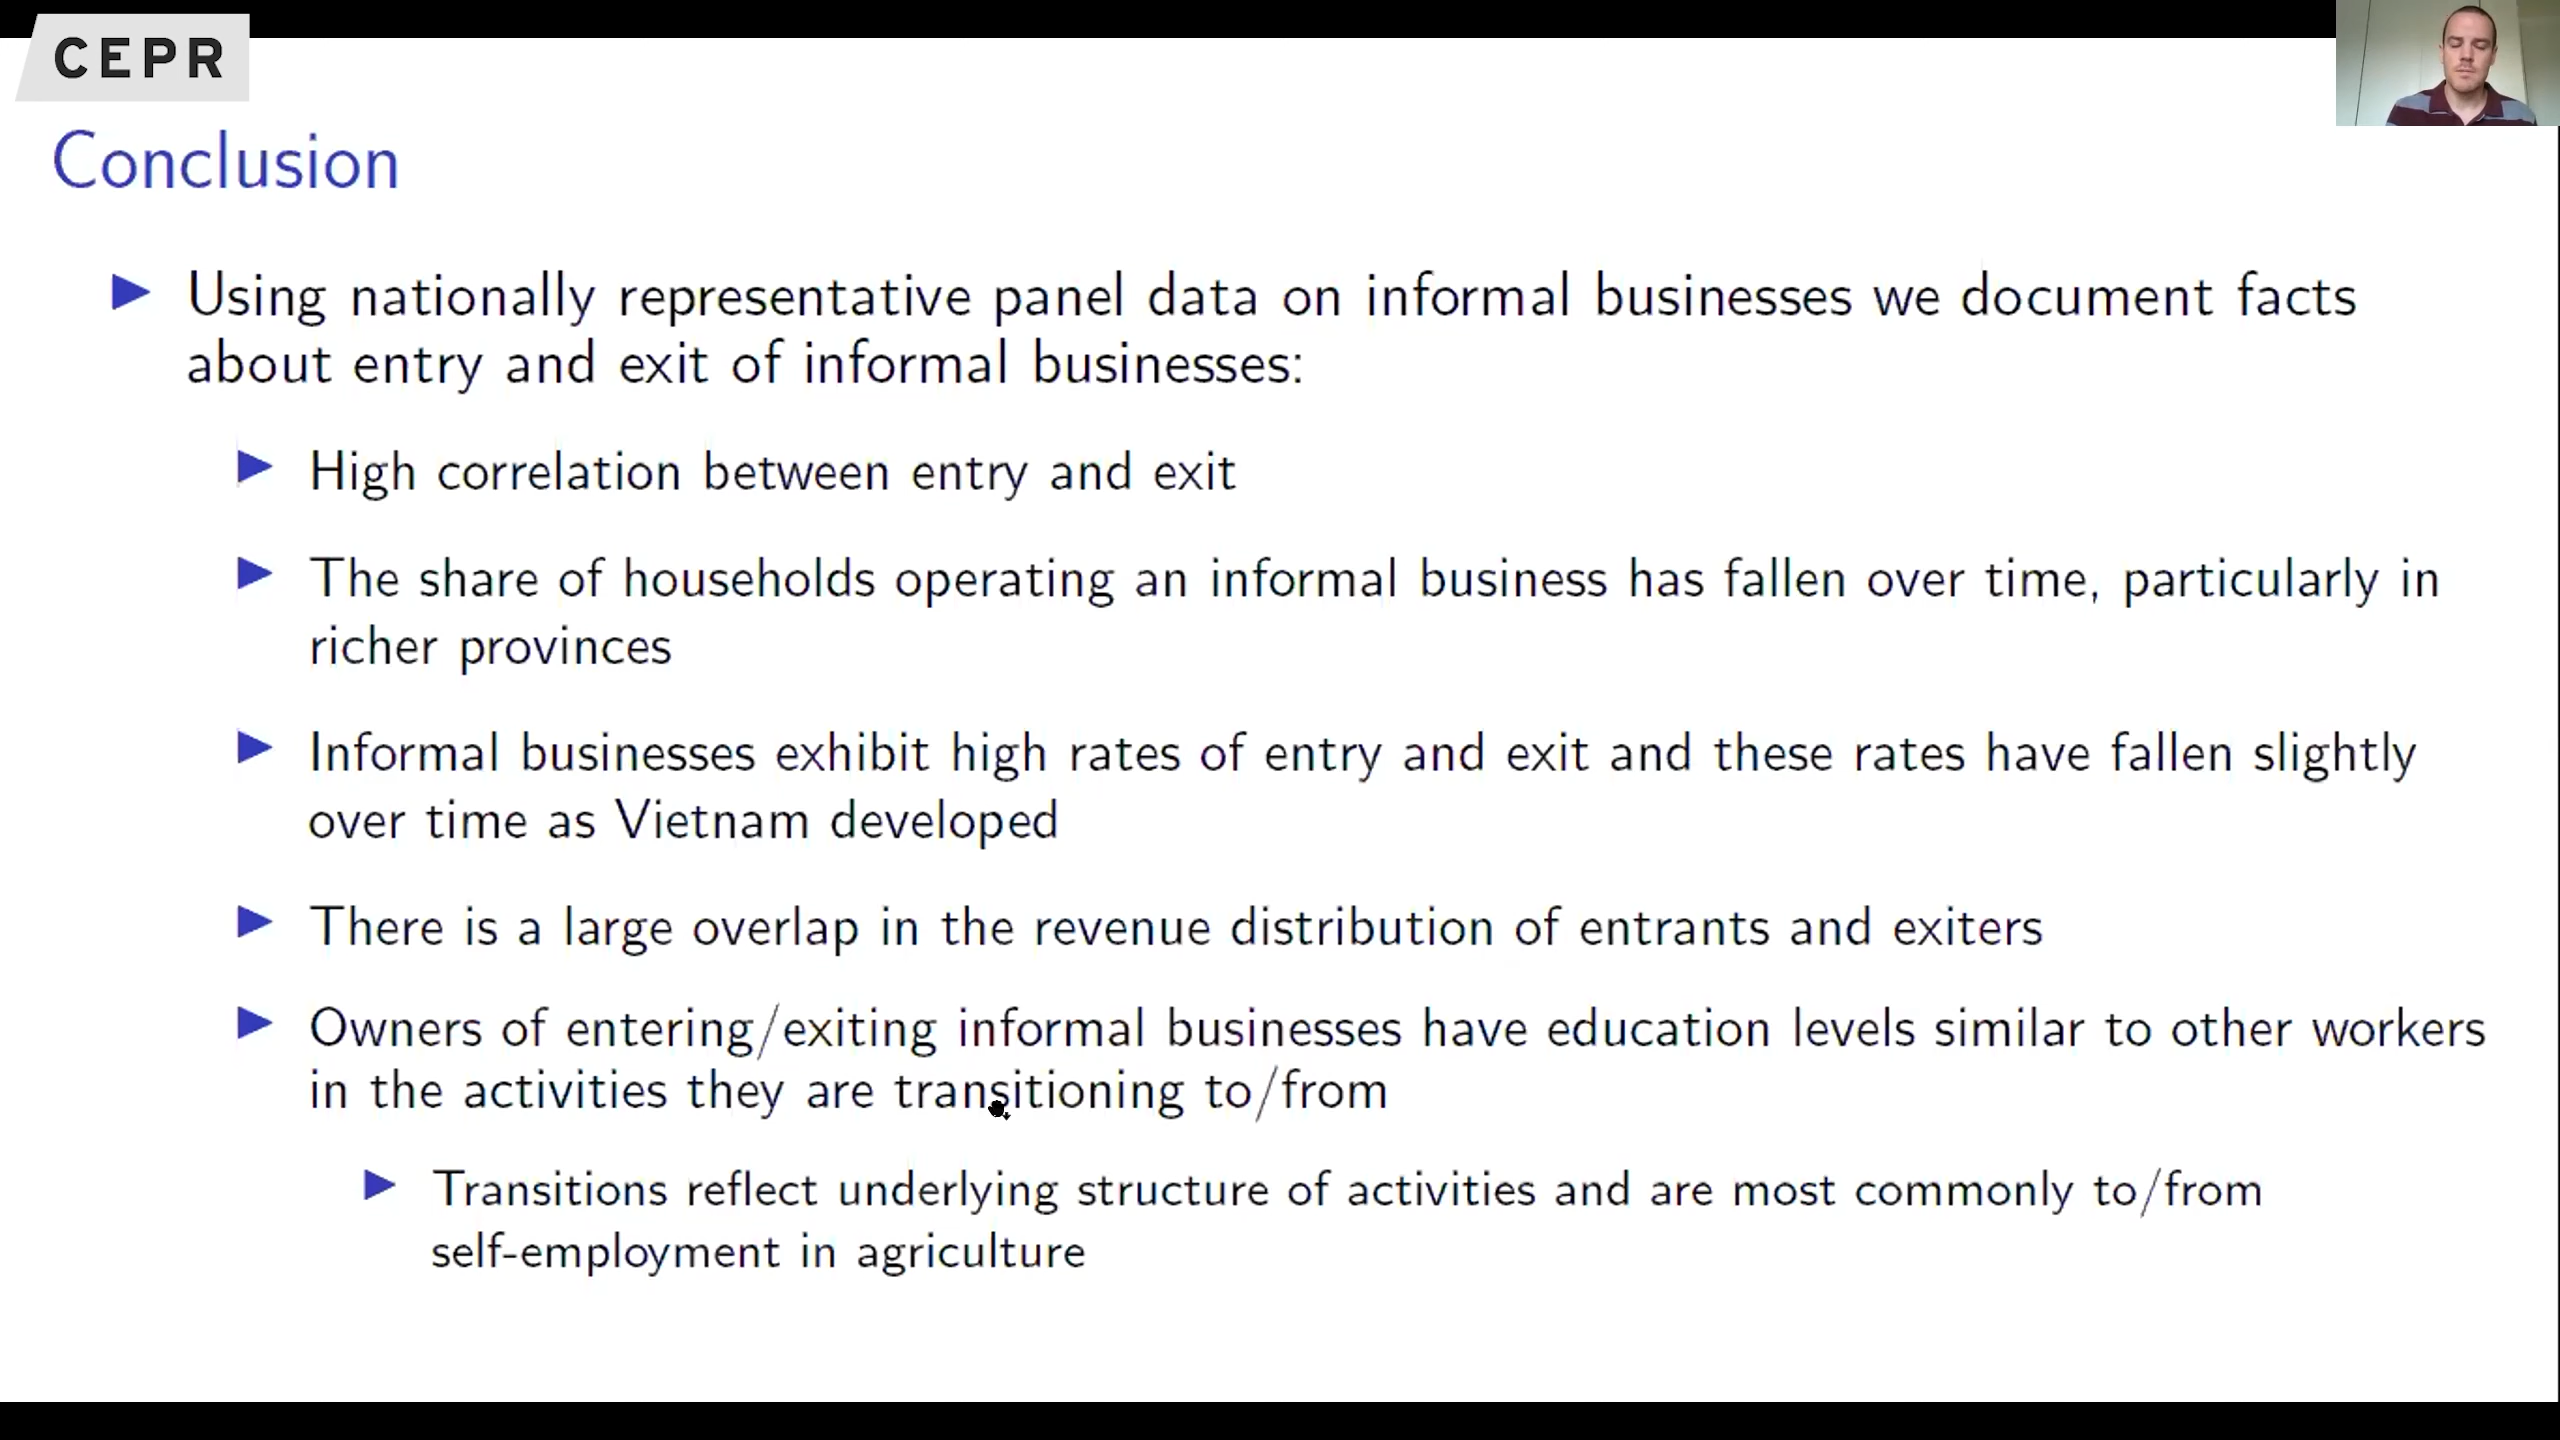 CEPR
Conclusion
Using nationally representative panel data on informal businesses we document facts
about entry and exit of informal businesses:
High correlation between entry and exit
The share of households operating an informal business has fallen over time, particularly in
richer provinces
Informal businesses exhibit high rates of entry and exit and these rates have fallen slightly
over time as Vietnam developed
There is a large overlap in the revenue distribution of entrants and exiters
Owners of entering/exiting informal businesses have education levels similar to other workers
in the activities they are transitioning to/from
Transitions reflect underlying structure of activities and are most commonly to/from
self-employment in agriculture